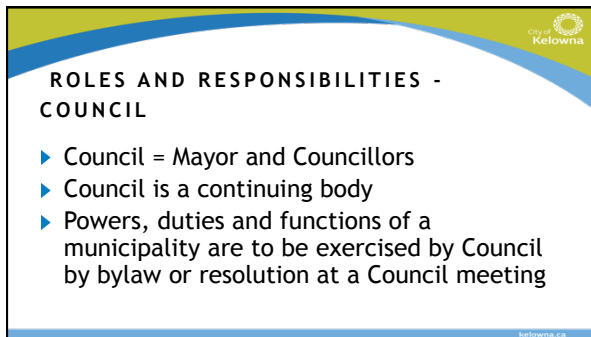 City of
Kelowna
ROLES AND RESPONSIBILITIES -
COUNCIL
Council = Mayor and Councillors
Council is a continuing body
Powers, duties and functions of a
municipality are to be exercised by Council
by bylaw or resolution at a Council meeting
kelowna.ca